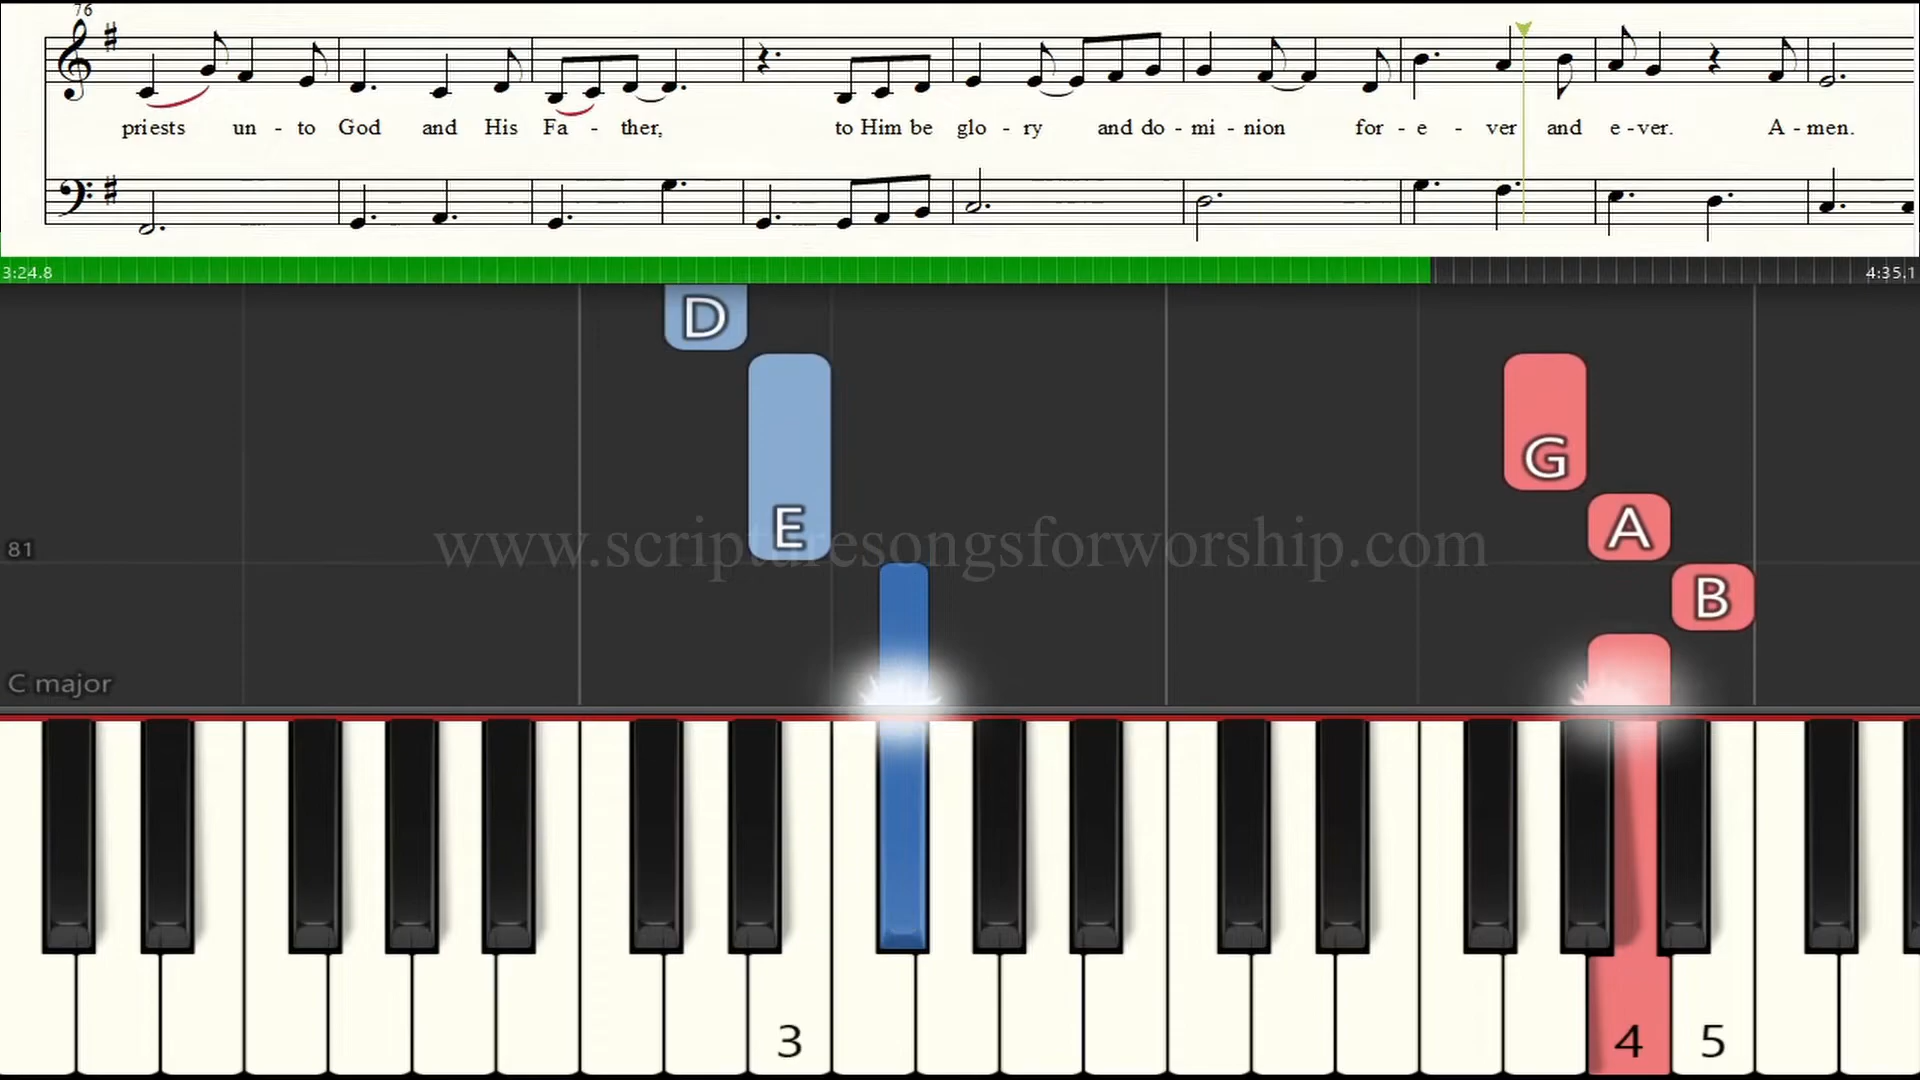 76
priests un - to God and His Fa - ther, to Him be glo - ry and do - mi - nion for - e - ver and e - ver. A - men.
3:24.8 4:35.1
D
G
E A
www.scripturesongsforworship.com
81
B
C major
3 4 5